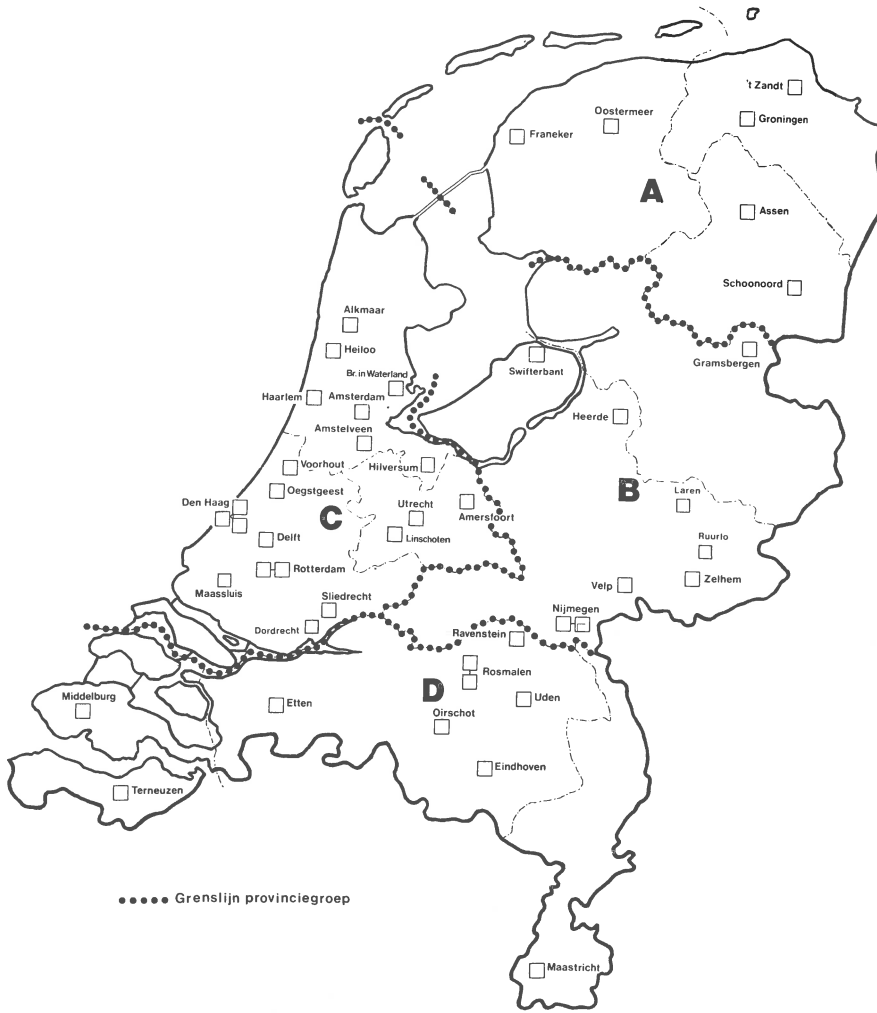 't Zandt
Oostermeer
Groningen
Franeker
A
Assen
Schoonoord
Alkmaar
Heiloo
Gramsbergen
Swifterbant
Br. in Waterland
Haarlem
Amsterdam
Heerde
Amstelveen
Voorhout
Hilversum
Oegstgeest
B
Laren
Den Haag
C
Utrecht
Amersfoort
Delft
Linschoten
Ruurlo
Rotterdam
Maassluis
Velp
Zelhem
Sliedrecht
Nijmegen
Dordrecht
Ravenstein
Rosmalen
D
Middelburg
Etten
Uden
Oirschot
Eindhoven
Terneuzen
Grenslijn provinciegroep
Maastricht